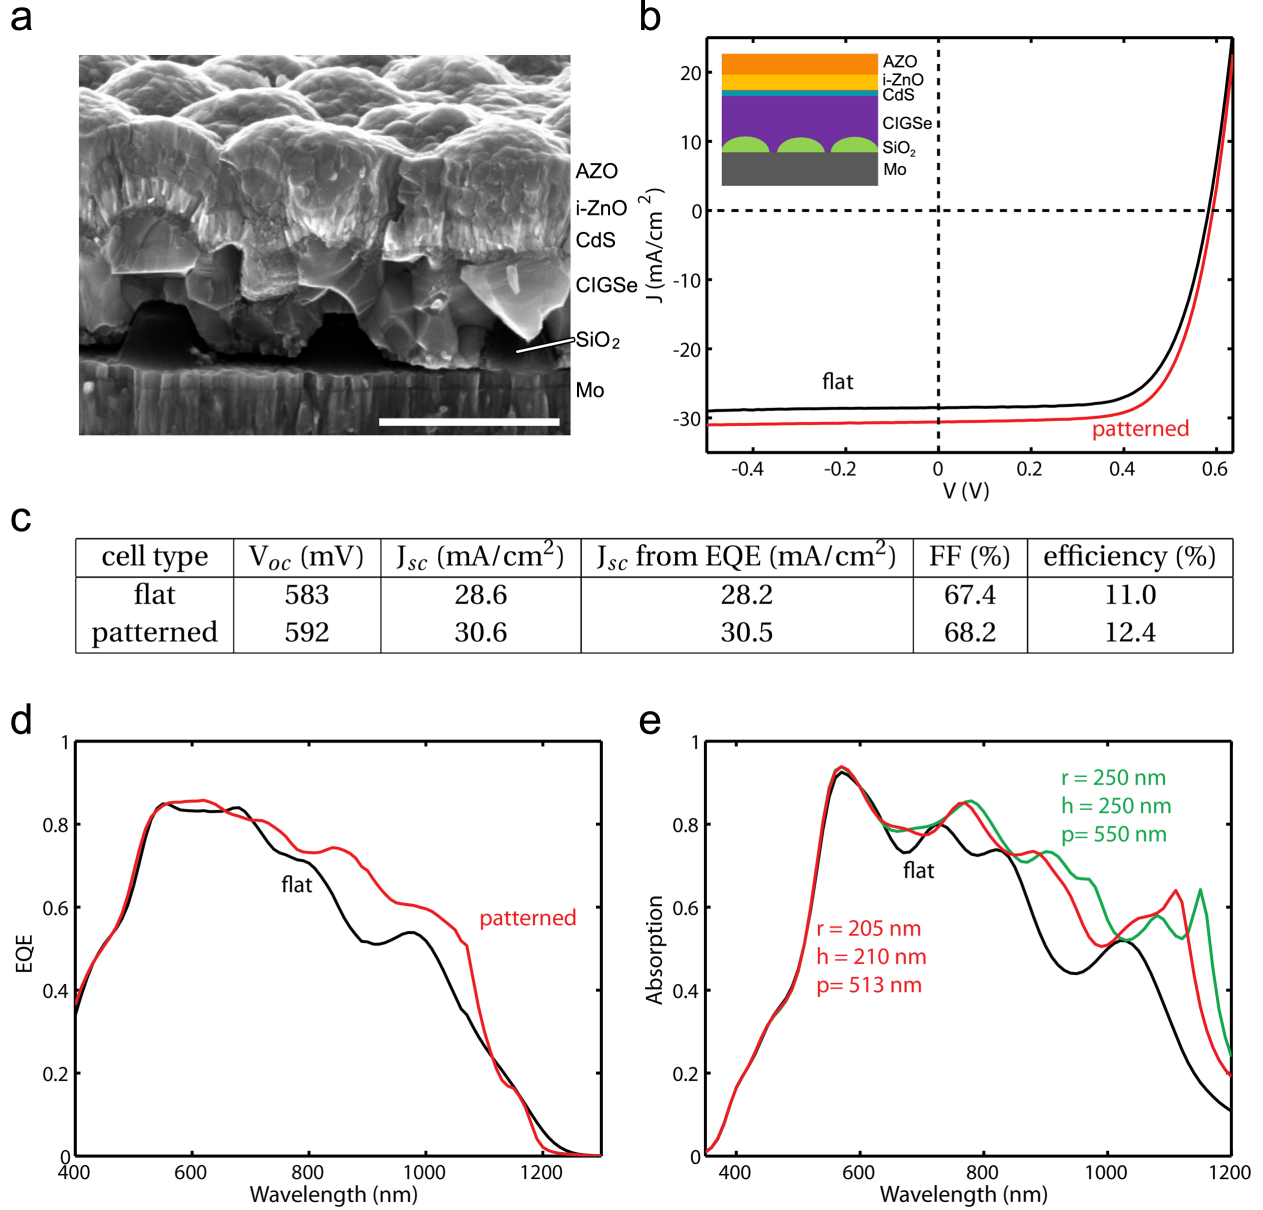 a
AZO
i-ZnO
CdS
CIGSe
SiO2
Mo
b
20
10
0
-10
-20
-30
J (mA/cm 2)
AZO
i-ZnO
CdS
CIGSe
SiO2
Mo
flat
patterned
-0.4 -0.2 0 0.2 0.4 0.6
V (V)
c
cell type Voc (mV) Jsc (mA/cm2) Jsc from EQE (mA/cm2) FF (%) efficiency (%)
flat 583 28.6 28.2 67.4 11.0
patterned 592 30.6 30.5 68.2 12.4
d
1
0.8
0.6
0.4
0.2
0
EQE
flat
patterned
400 600 800 1000 1200
Wavelength (nm)
e
1
0.8
0.6
0.4
0.2
0
Absorption
r = 250 nm
h = 250 nm
p= 550 nm
flat
r = 205 nm
h = 210 nm
p= 513 nm
400 600 800 1000 1200
Wavelength (nm)